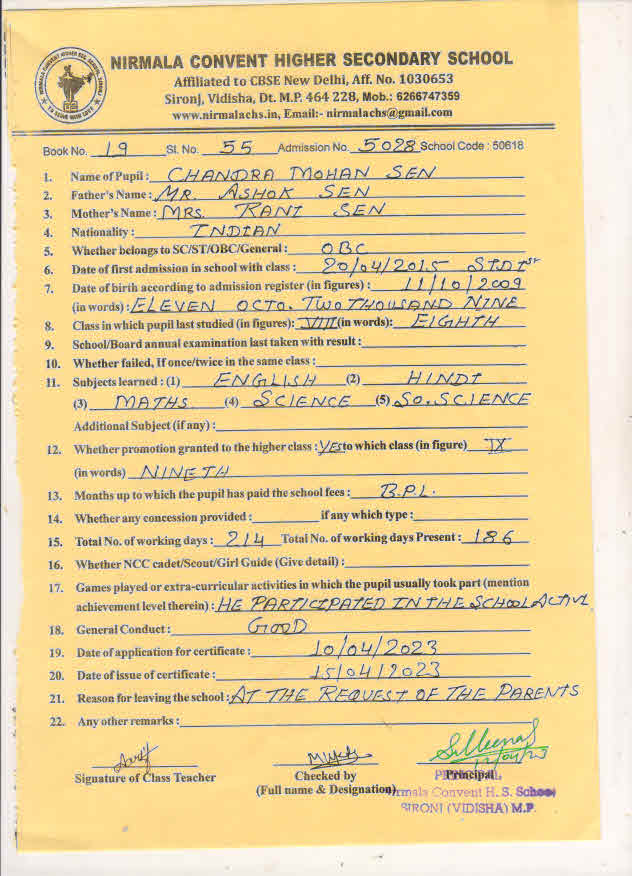 NIRMALA CONVENT HIGHER SECONDARY SCHOOL
Affiliated to CBSE New Delhi, Aff. No. 1030653
Sironj, Vidisha, Dt. M.P. 464 228, Mob.: 6266747359
www.nirmalachs.in, Email:- nirmalachs@gmail.com
Book No. 19 Sl. No. 55 Admission No. 5028 School Code : 50618
1. Name of Pupil : CHANDRA MOHAN SEN
2. Father's Name : MR. ASHOK SEN
3. Mother's Name : MRS. RANI SEN
4. Nationality : INDIAN
5. Whether belongs to SC/ST/OBC/General : OBC
6. Date of first admission in school with class : 20/04/2015 STD Ist
7. Date of birth according to admission register (in figures) : 11/10/2009
(in words) : ELEVEN OCTO. TWO THOUSAND NINE
8. Class in which pupil last studied (in figures): VIII (in words): EIGHTH
9. School/Board annual examination last taken with result :
10. Whether failed, If once/twice in the same class :
11. Subjects learned : (1) ENGLISH (2) HINDI
(3) MATHS (4) SCIENCE (5) SO. SCIENCE
Additional Subject (if any) :
12. Whether promotion granted to the higher class : YES to which class (in figure) IX
(in words) NINETH
13. Months up to which the pupil has paid the school fees : B.P.L.
14. Whether any concession provided : if any which type :
15. Total No. of working days : 214 Total No. of working days Present : 186
16. Whether NCC cadet/Scout/Girl Guide (Give detail) :
17. Games played or extra-curricular activities in which the pupil usually took part (mention
achievement level therein) : HE PARTICIPATED IN THE SCHOOL ACTIVI.
18. General Conduct : GOOD
19. Date of application for certificate : 10/04/2023
20. Date of issue of certificate : 15/04/2023
21. Reason for leaving the school : AT THE REQUEST OF THE PARENTS
22. Any other remarks :
Signature of Class Teacher Checked by Principal
(Full name & Designation) Nirmala Convent H. S. School
SIRONJ (VIDISHA) M.P.